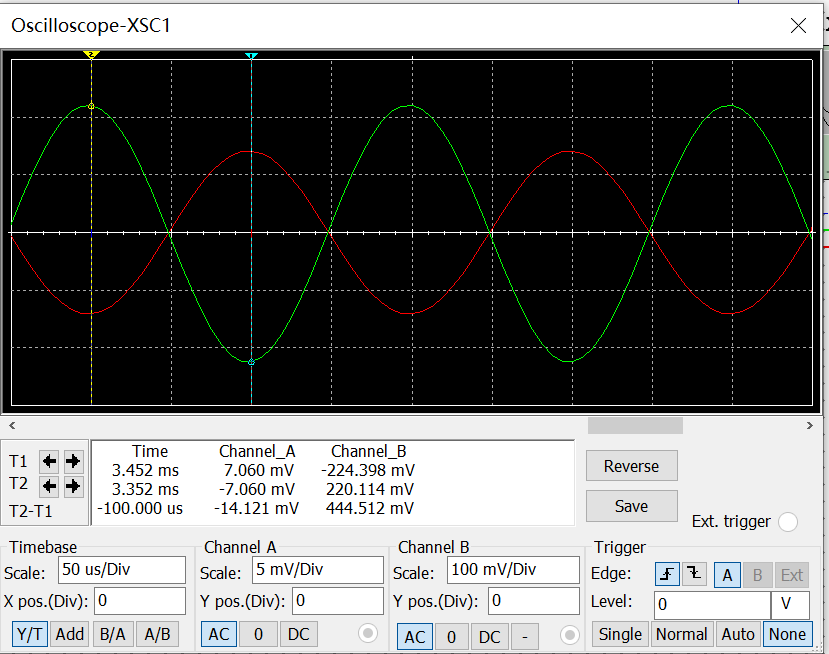 Oscilloscope-XSC1
2 1
Time Channel_A Channel_B
T1 3.452 ms 7.060 mV -224.398 mV
T2 3.352 ms -7.060 mV 220.114 mV
T2-T1 -100.000 us -14.121 mV 444.512 mV
Reverse
Save
Ext. trigger
Timebase
Scale: 50 us/Div
X pos.(Div): 0
Y/T Add B/A A/B
Channel A
Scale: 5 mV/Div
Y pos.(Div): 0
AC 0 DC
Channel B
Scale: 100 mV/Div
Y pos.(Div): 0
AC 0 DC -
Trigger
Edge: A B Ext
Level: 0 V
Single Normal Auto None